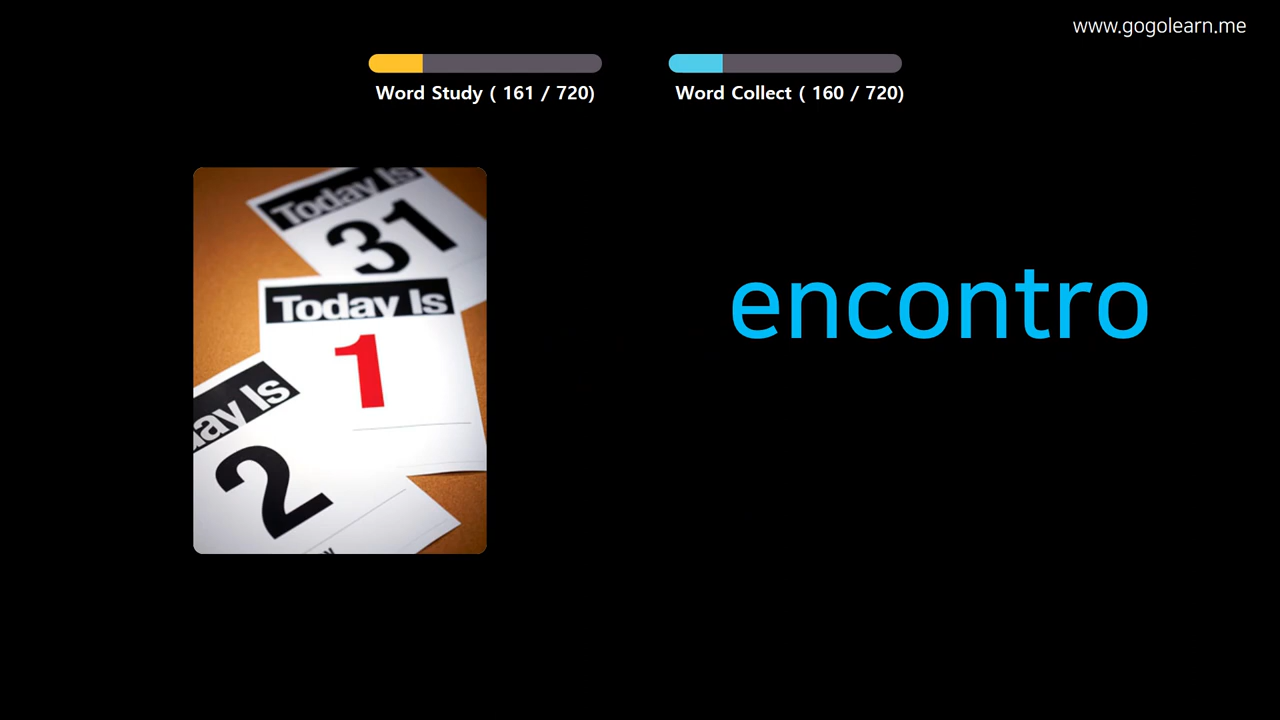 www.gogolearn.me
Word Study ( 161 / 720)
Word Collect ( 160 / 720)
Today Is
31
Today Is
1
ay Is
2
encontro